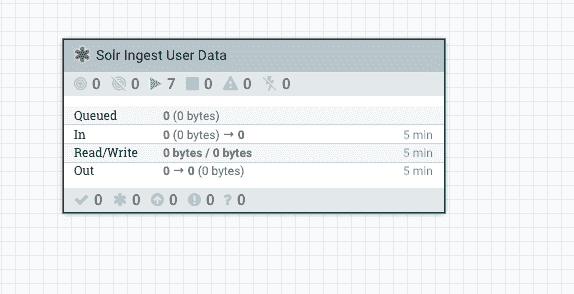 Solr Ingest User Data
0 0 7 0 0 0
Queued 0 (0 bytes)
In 0 (0 bytes) → 0 5 min
Read/Write 0 bytes / 0 bytes 5 min
Out 0 → 0 (0 bytes) 5 min
0 0 0 0 ? 0